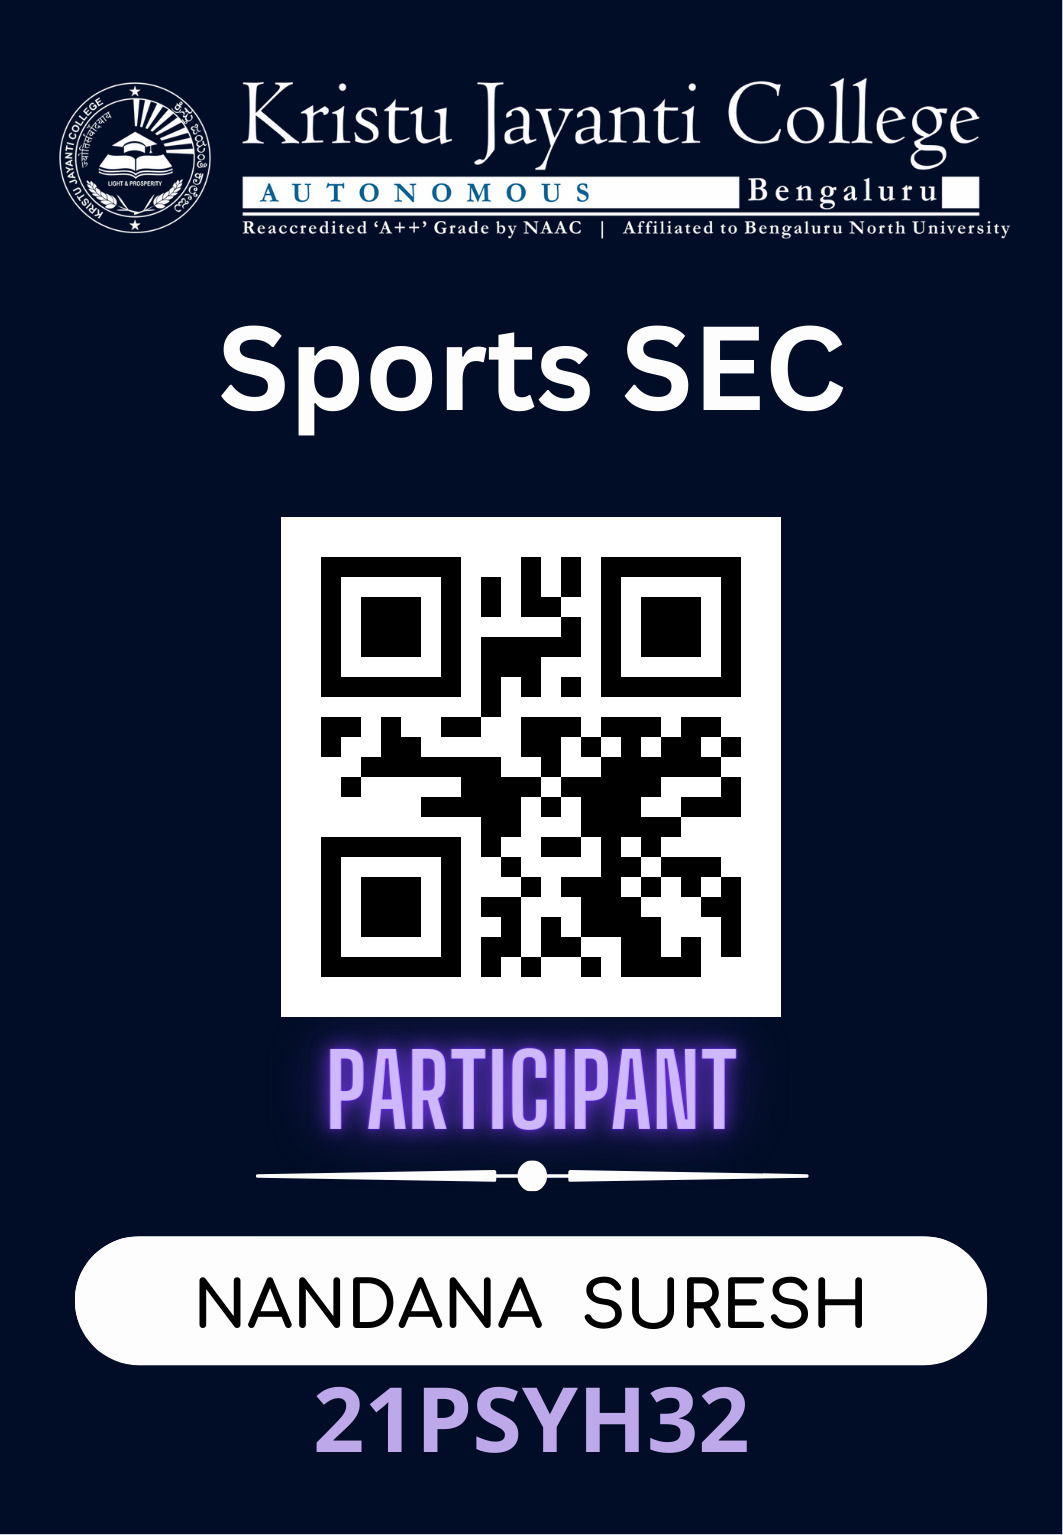 Kristu Jayanti College
AUTONOMOUS Bengaluru
Reaccredited ‘A++’ Grade by NAAC | Affiliated to Bengaluru North University
KRISTU JAYANTI COLLEGE
LIGHT & PROSPERITY
Sports SEC
PARTICIPANT
NANDANA SURESH
21PSYH32